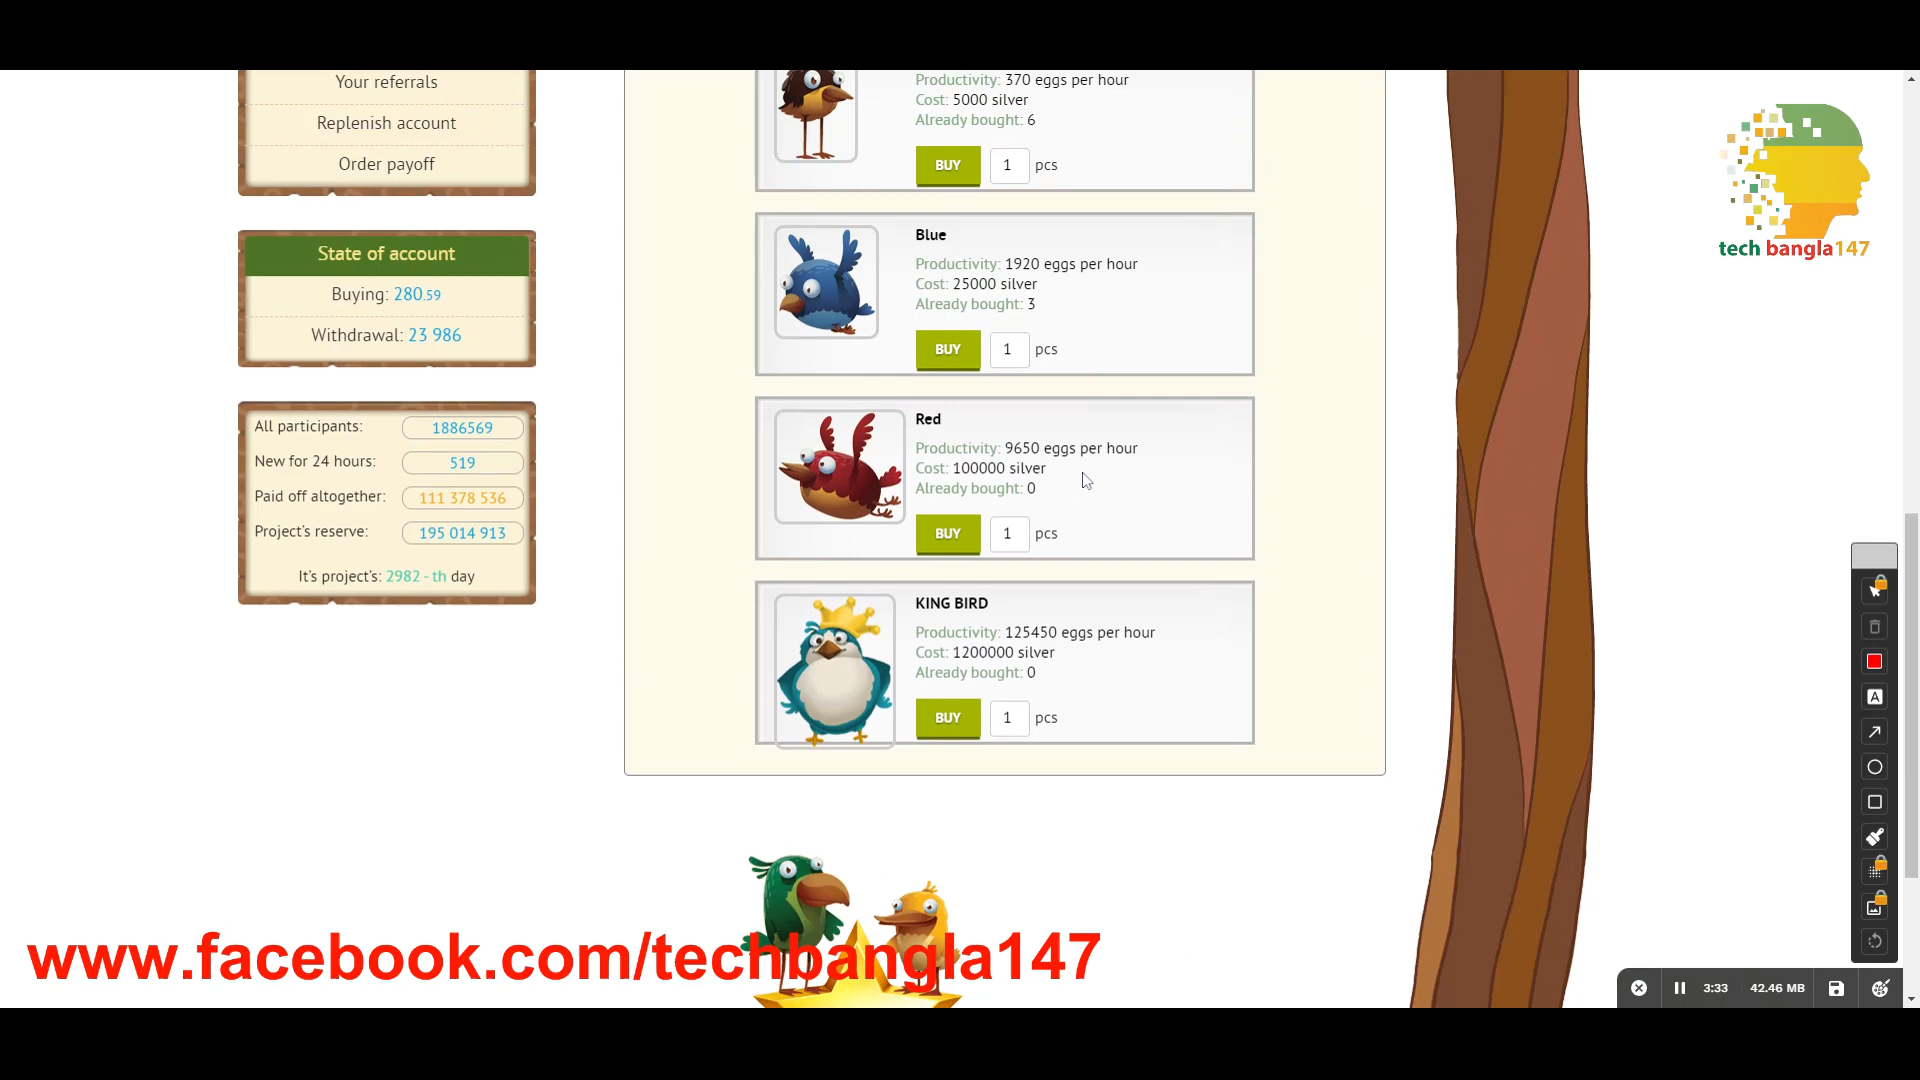 Your referrals
Replenish account
Order payoff
State of account
Buying: 280.59
Withdrawal: 23 986
All participants: 1886569
New for 24 hours: 519
Paid off altogether: 111 378 536
Project's reserve: 195 014 913
It's project's: 2982 - th day
Productivity: 370 eggs per hour
Cost: 5000 silver
Already bought: 6
BUY 1 pcs
Blue
Productivity: 1920 eggs per hour
Cost: 25000 silver
Already bought: 3
BUY 1 pcs
Red
Productivity: 9650 eggs per hour
Cost: 100000 silver
Already bought: 0
BUY 1 pcs
KING BIRD
Productivity: 125450 eggs per hour
Cost: 1200000 silver
Already bought: 0
BUY 1 pcs
tech bangla147
www.facebook.com/techbangla147
A
3:33 42.46 MB